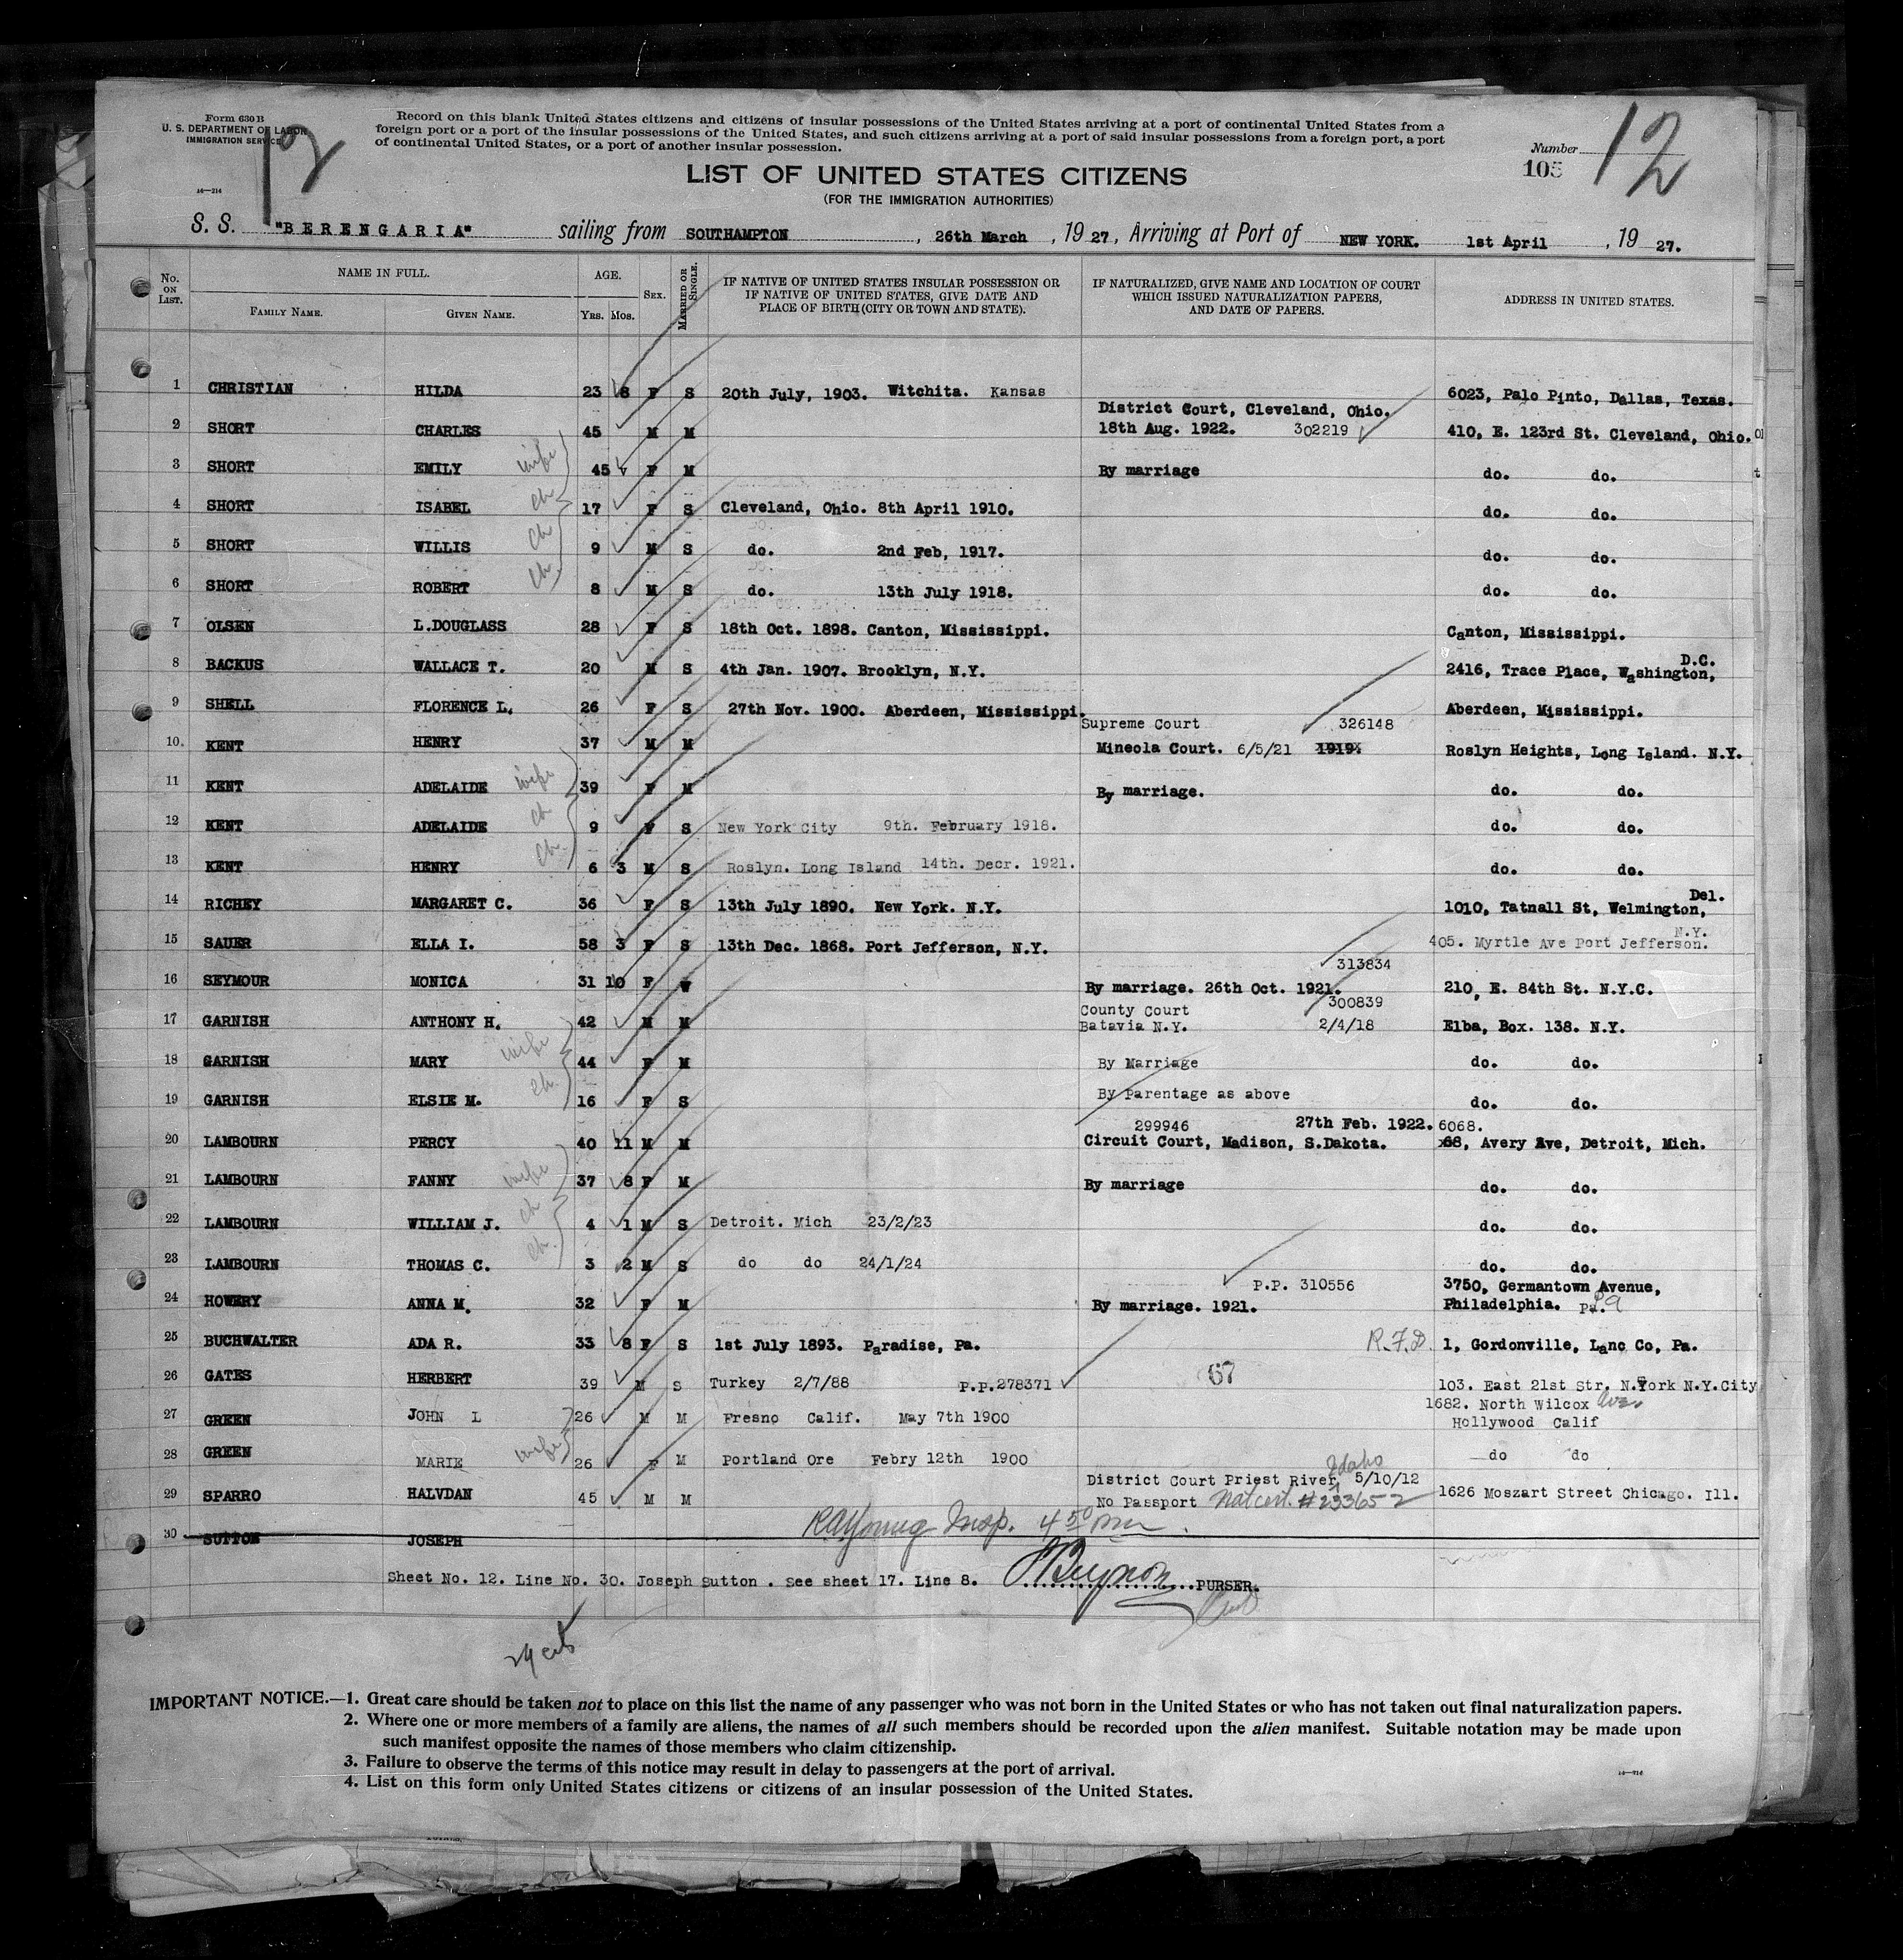 Form 630 B
U. S. DEPARTMENT OF LABOR
IMMIGRATION SERVICE
14—214
12
Record on this blank United States citizens and citizens of insular possessions of the United States arriving at a port of continental United States from a
foreign port or a port of the insular possessions of the United States, and such citizens arriving at a port of said insular possessions from a foreign port, a port
of continental United States, or a port of another insular possession.
Number
105
12
LIST OF UNITED STATES CITIZENS
(FOR THE IMMIGRATION AUTHORITIES)
S. S. "BERENGARIA" sailing from SOUTHAMPTON, 26th March, 1927, Arriving at Port of NEW YORK. 1st April, 1927.
No. ON LIST. NAME IN FULL. AGE. SEX. MARRIED OR SINGLE. IF NATIVE OF UNITED STATES INSULAR POSSESSION OR IF NATIVE OF UNITED STATES, GIVE DATE AND PLACE OF BIRTH (CITY OR TOWN AND STATE). IF NATURALIZED, GIVE NAME AND LOCATION OF COURT WHICH ISSUED NATURALIZATION PAPERS, AND DATE OF PAPERS. ADDRESS IN UNITED STATES.
FAMILY NAME. GIVEN NAME. YRS. MOS.
1 CHRISTIAN HILDA 23 8 F S 20th July, 1903. Witchita. Kansas 6023, Palo Pinto, Dallas, Texas.
District Court, Cleveland, Ohio.
2 SHORT CHARLES 45 M M 18th Aug. 1922. 302219 410, E. 123rd St. Cleveland, Ohio.
3 SHORT EMILY wife 45 F M By marriage do. do.
4 SHORT ISABEL ch 17 F S Cleveland, Ohio. 8th April 1910. do. do.
5 SHORT WILLIS ch 9 M S do. 2nd Feb, 1917. do. do.
6 SHORT ROBERT ch 8 M S do. 13th July 1918. do. do.
7 OLSEN L.DOUGLASS 28 F S 18th Oct. 1898. Canton, Mississippi. Canton, Mississippi.
D.C.
8 BACKUS WALLACE T. 20 M S 4th Jan. 1907. Brooklyn, N.Y. 2416, Trace Place, Washington,
9 SHELL FLORENCE L. 26 F S 27th Nov. 1900. Aberdeen, Mississippi. Aberdeen, Mississippi.
Supreme Court 326148
10. KENT HENRY 37 M M Mineola Court. 6/5/21 1919. Roslyn Heights, Long Island. N.Y.
11 KENT ADELAIDE wife 39 F M By marriage. do. do.
12 KENT ADELAIDE ch 9 F S New York City 9th. February 1918. do. do.
13 KENT HENRY ch. 6 3 M S Roslyn. Long Island 14th. Decr. 1921. do. do.
Del.
14 RICHEY MARGARET C. 36 F S 13th July 1890. New York. N.Y. 1010, Tatnall St, Welmington,
N.Y.
15 SAUER ELLA I. 58 3 F S 13th Dec. 1868. Port Jefferson, N.Y. 405. Myrtle Ave Port Jefferson.
313834
16 SEYMOUR MONICA 31 10 F W By marriage. 26th Oct. 1921. 210, E. 84th St. N.Y.C.
County Court 300839
17 GARNISH ANTHONY H. 42 M M Batavia N.Y. 2/4/18 Elba, Box. 138. N.Y.
18 GARNISH MARY wife 44 F M By Marriage do. do.
19 GARNISH ELSIE M. ch. 16 F S By Parentage as above do. do.
299946 27th Feb. 1922. 6068.
20 LAMBOURN PERCY 40 11 M M Circuit Court, Madison, S.Dakota. x68, Avery Ave, Detroit, Mich.
21 LAMBOURN FANNY wife 37 8 F M By marriage do. do.
22 LAMBOURN WILLIAM J. ch 4 1 M S Detroit. Mich 23/2/23 do. do.
23 LAMBOURN THOMAS C. ch. 3 2 M S do do 24/1/24 do. do.
P.P. 310556 3750, Germantown Avenue,
24 HOWERY ANNA M. 32 F M By marriage. 1921. Philadelphia. Pa. Pa
25 BUCHWALTER ADA R. 33 8 F S 1st July 1893. Paradise, Pa. R.F.D. 1, Gordonville, Lanc Co, Pa.
67
26 GATES HERBERT 39 M S Turkey 2/7/88 P.P.278371 103. East 21st Str. N.York N.Y.City
1682. North Wilcox Ave.
27 GREEN JOHN L 26 M M Fresno Calif. May 7th 1900 Hollywood Calif
28 GREEN MARIE wife 26 F M Portland Ore Febry 12th 1900 do do
Idaho
District Court Priest River, 5/10/12
29 SPARRO HALVDAN 45 M M No Passport Nat cert. #233652 1626 Moszart Street Chicago. Ill.
RAYoung Insp. 4 50 PM
30 SUTTON JOSEPH
Sheet No. 12. Line No. 30. Joseph Sutton. See sheet 17. Line 8. PURSER.
29 cit
IMPORTANT NOTICE.—1. Great care should be taken not to place on this list the name of any passenger who was not born in the United States or who has not taken out final naturalization papers.
2. Where one or more members of a family are aliens, the names of all such members should be recorded upon the alien manifest. Suitable notation may be made upon
such manifest opposite the names of those members who claim citizenship.
3. Failure to observe the terms of this notice may result in delay to passengers at the port of arrival.
4. List on this form only United States citizens or citizens of an insular possession of the United States.
14—214